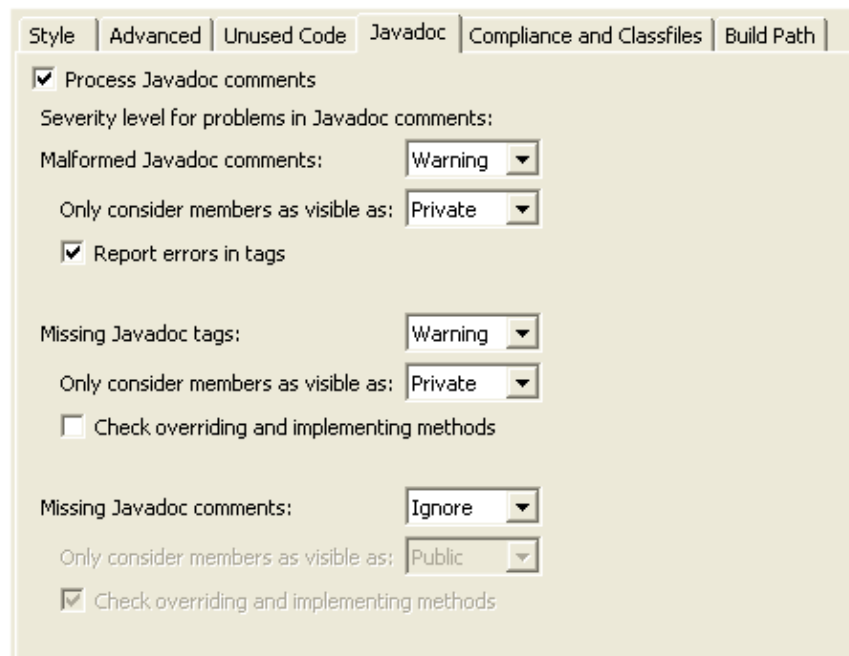 Style Advanced Unused Code Javadoc Compliance and Classfiles Build Path
Process Javadoc comments
Severity level for problems in Javadoc comments:
Malformed Javadoc comments: Warning
Only consider members as visible as: Private
Report errors in tags
Missing Javadoc tags: Warning
Only consider members as visible as: Private
Check overriding and implementing methods
Missing Javadoc comments: Ignore
Only consider members as visible as: Public
Check overriding and implementing methods